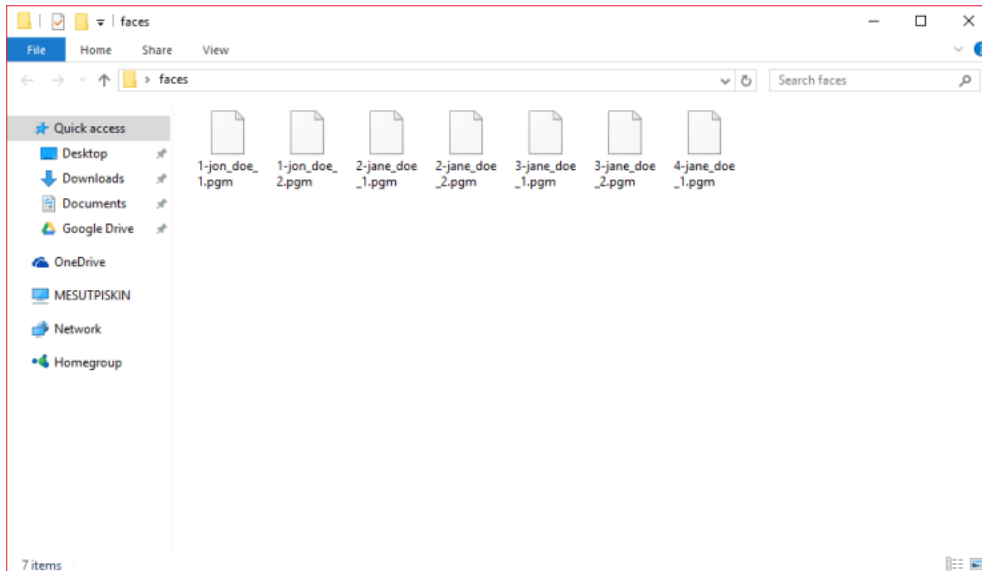 faces
File Home Share View
faces
Search faces
Quick access
Desktop
Downloads
Documents
Google Drive
OneDrive
MESUTPISKIN
Network
Homegroup
1-jon_doe_
1.pgm
1-jon_doe_
2.pgm
2-jane_doe
_1.pgm
2-jane_doe
_2.pgm
3-jane_doe
_1.pgm
3-jane_doe
_2.pgm
4-jane_doe
_1.pgm
7 items